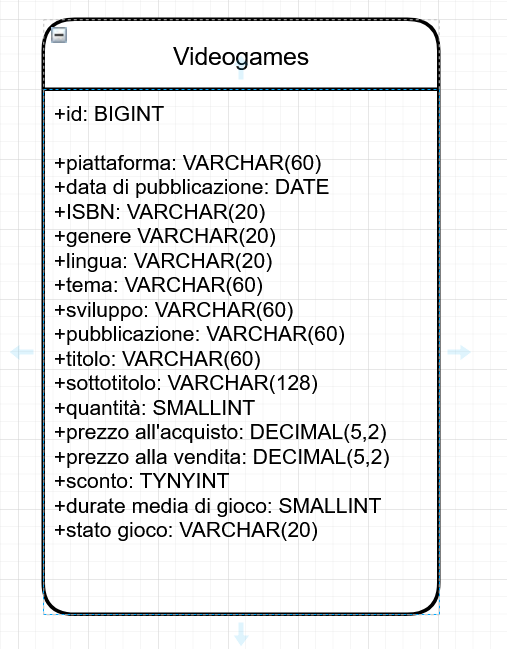 Videogames
+id: BIGINT
+piattaforma: VARCHAR(60)
+data di pubblicazione: DATE
+ISBN: VARCHAR(20)
+genere VARCHAR(20)
+lingua: VARCHAR(20)
+tema: VARCHAR(60)
+sviluppo: VARCHAR(60)
+pubblicazione: VARCHAR(60)
+titolo: VARCHAR(60)
+sottotitolo: VARCHAR(128)
+quantità: SMALLINT
+prezzo all'acquisto: DECIMAL(5,2)
+prezzo alla vendita: DECIMAL(5,2)
+sconto: TYNYINT
+durate media di gioco: SMALLINT
+stato gioco: VARCHAR(20)